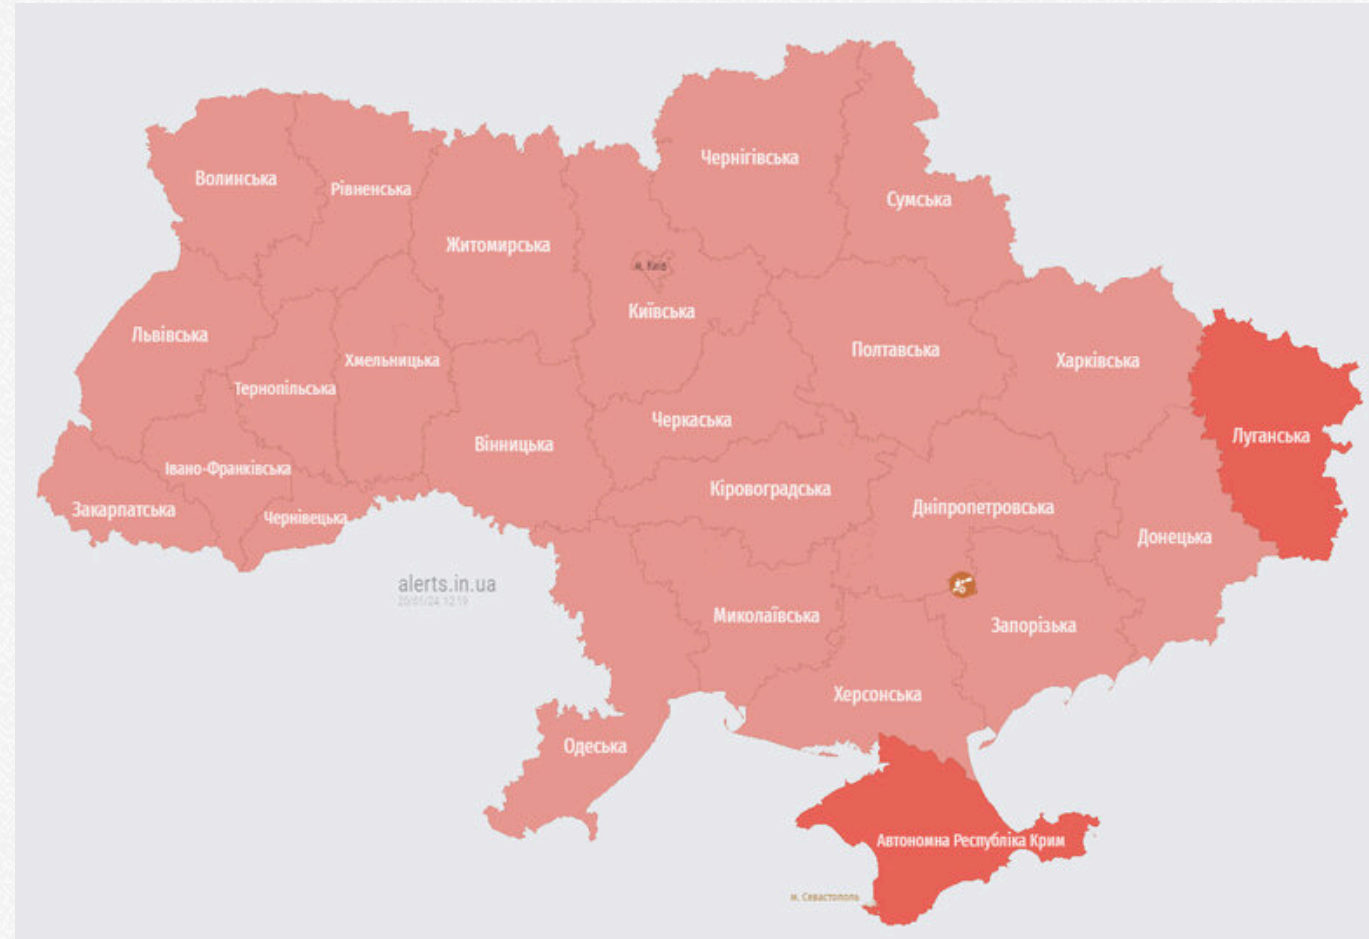 Чернігівська
Волинська
Рівненська
Сумська
Житомирська
м. Київ
Київська
Львівська
Полтавська
Хмельницька
Харківська
Тернопільська
Черкаська
Луганська
Вінницька
Івано-Франківська
Кіровоградська
Закарпатська
Чернівецька
Дніпропетровська
Донецька
alerts.in.ua
Миколаївська
Запорізька
Херсонська
Одеська
Автономна Республіка Крим
м. Севастополь